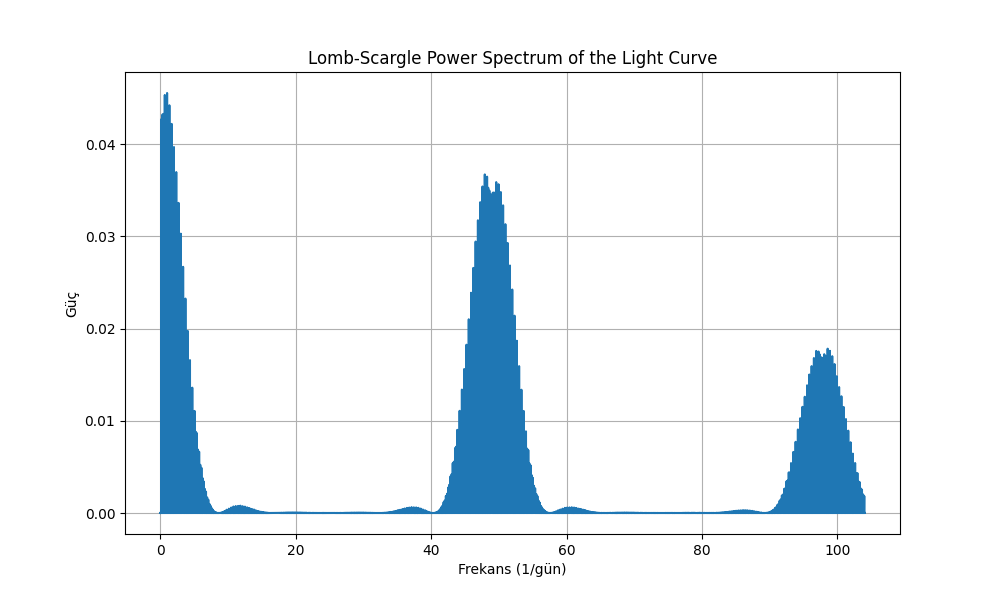 Lomb-Scargle Power Spectrum of the Light Curve
Güç
0.04
0.03
0.02
0.01
0.00
0 20 40 60 80 100
Frekans (1/gün)